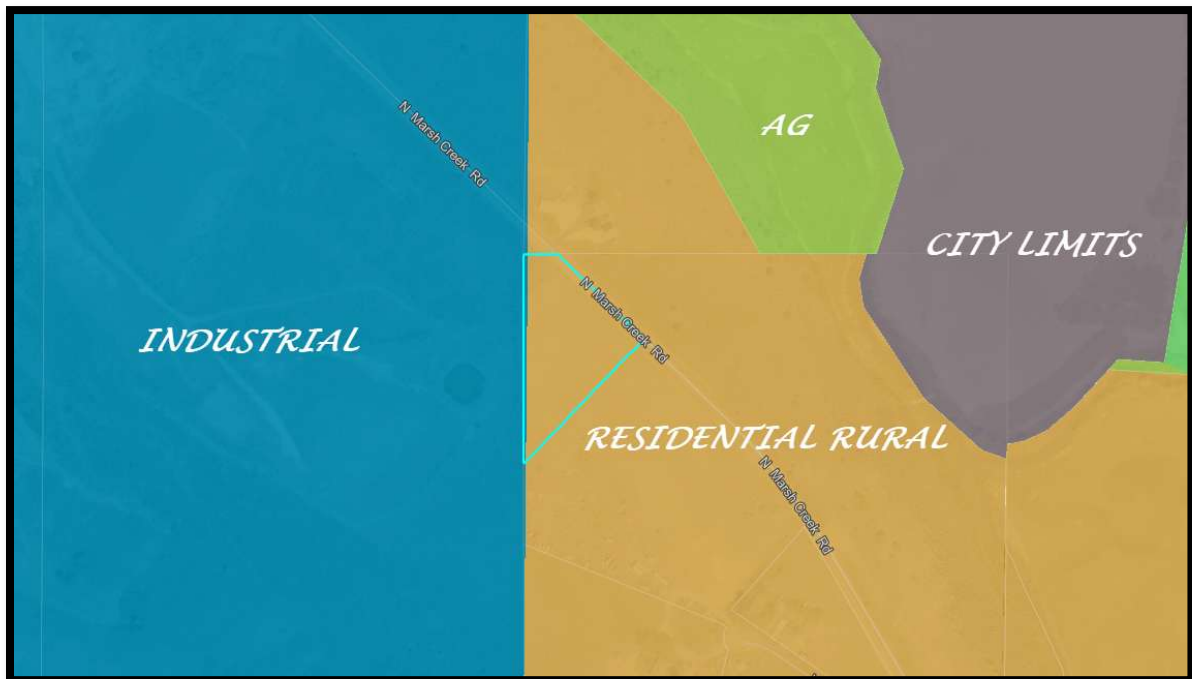 N Marsh Creek Rd
AG
CITY LIMITS
N Marsh Creek Rd
INDUSTRIAL
RESIDENTIAL RURAL
N Marsh Creek Rd